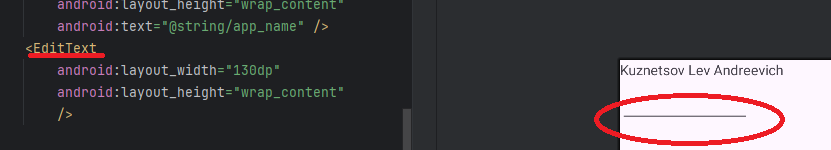 android:layout_height="wrap_content"
android:text="@string/app_name" />
<EditText
android:layout_width="130dp"
android:layout_height="wrap_content"
/>
Kuznetsov Lev Andreevich